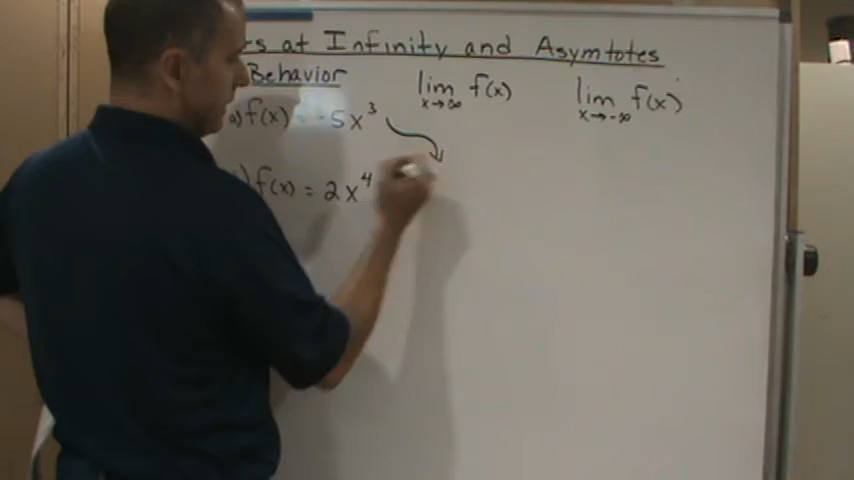 at Infinity and Asymtotes
Behavior lim x→∞ f(x) lim x→-∞ f(x)
a) f(x) = -5x³
) f(x) = 2x⁴